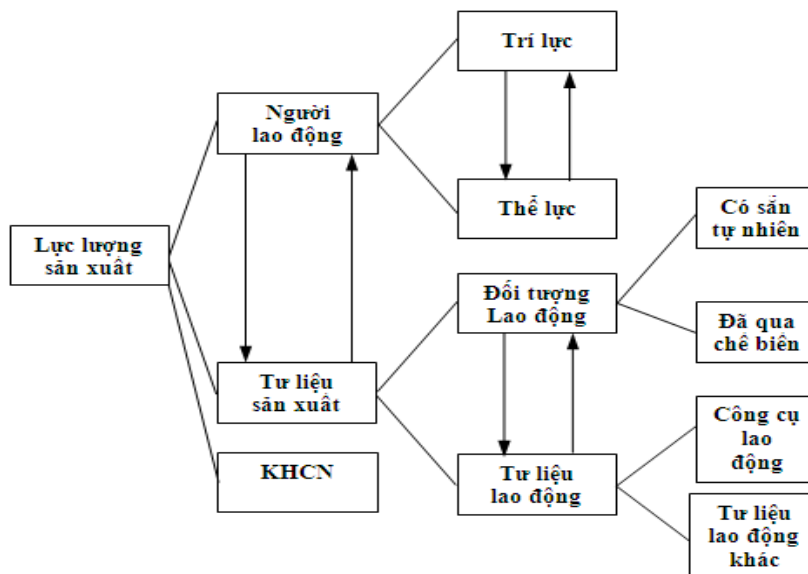 Trí lực
Người
lao động
Thể lực
Có sẵn
tự nhiên
Lực lượng
sản xuất
Đối tượng
Lao động
Đã qua
chế biên
Tư liệu
sản xuất
Công cụ
lao
động
KHCN
Tư liệu
lao động
Tư liệu
lao động
khác